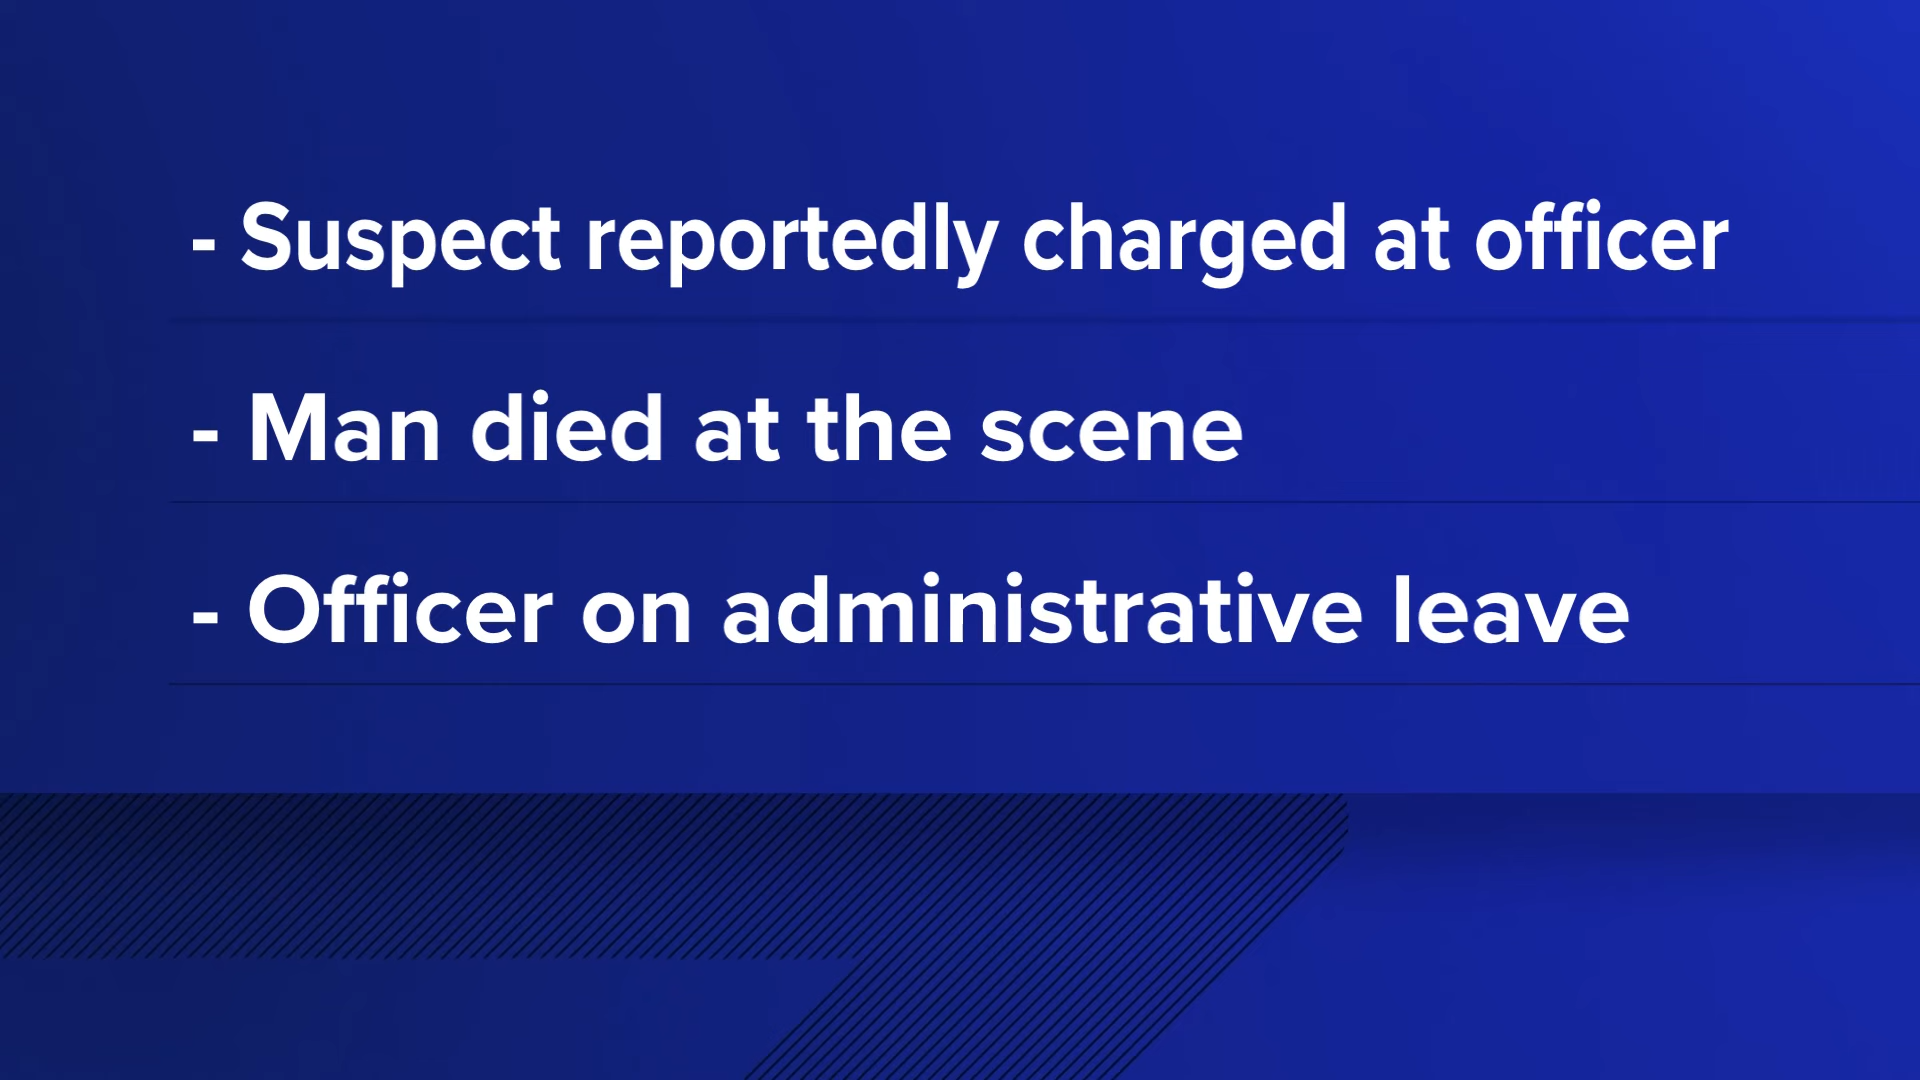 - Suspect reportedly charged at officer
- Man died at the scene
- Officer on administrative leave